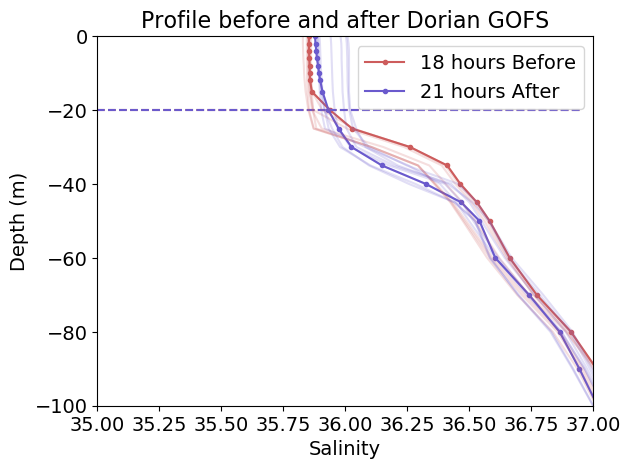 Profile before and after Dorian GOFS
18 hours Before
21 hours After
Depth (m)
0
−20
−40
−60
−80
−100
35.00 35.25 35.50 35.75 36.00 36.25 36.50 36.75 37.00
Salinity